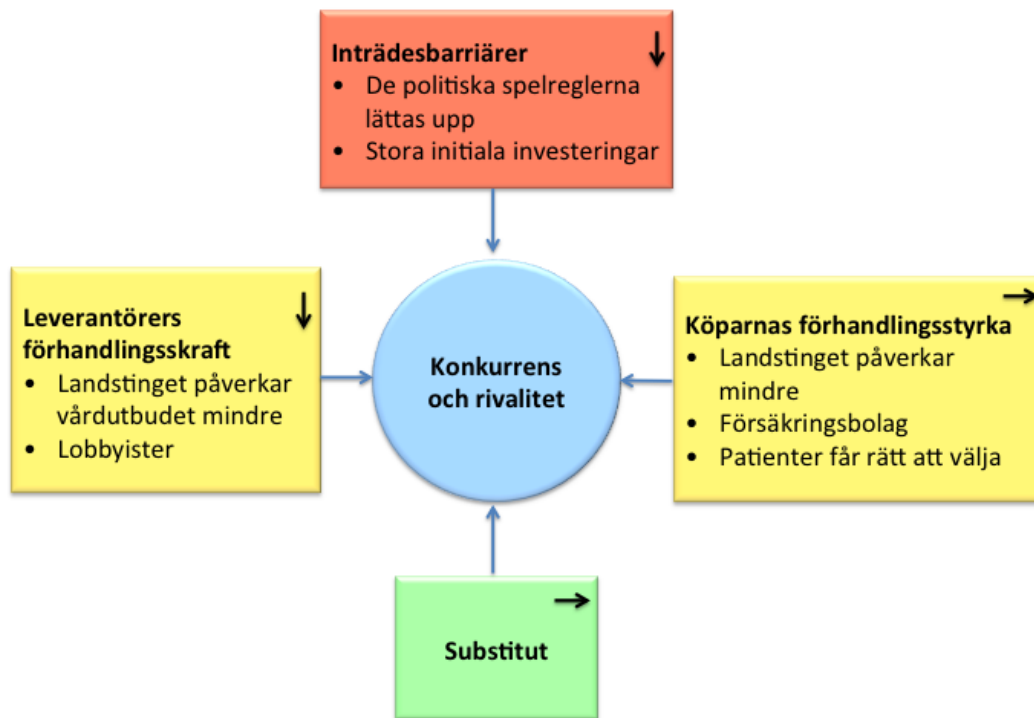 Inträdesbarriärer
• De politiska spelreglerna
lättas upp
• Stora initiala investeringar
Leverantörers
förhandlingsskraft
• Landstinget påverkar
vårdutbudet mindre
• Lobbyister
Konkurrens
och rivalitet
Köparnas förhandlingsstyrka
• Landstinget påverkar
mindre
• Försäkringsbolag
• Patienter får rätt att välja
Substitut